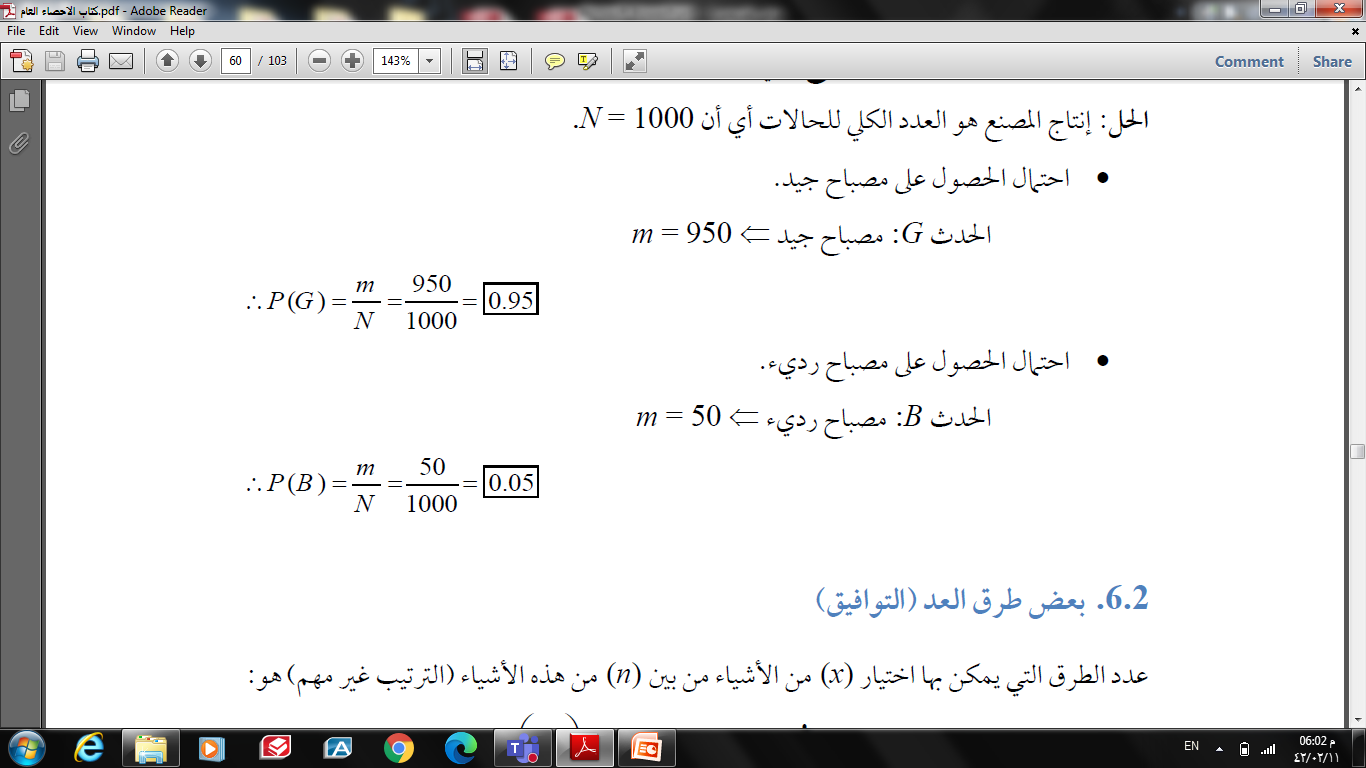 كتاب الاحصاء العام.pdf - Adobe Reader
File Edit View Window Help
60 / 103 143% Comment Share
الحل: إنتاج المصنع هو العدد الكلي للحالات أي أن N = 1000.
• احتمال الحصول على مصباح جيد.
الحدث G: مصباح جيد ⇐ m = 950
∴ P(G) = m/N = 950/1000 = 0.95
• احتمال الحصول على مصباح رديء.
الحدث B: مصباح رديء ⇐ m = 50
∴ P(B) = m/N = 50/1000 = 0.05
6.2. بعض طرق العد (التوافيق)
عدد الطرق التي يمكن بها اختيار (x) من الأشياء من بين (n) من هذه الأشياء (الترتيب غير مهم) هو:
EN 06:02 م
٤٢/٠٢/١١